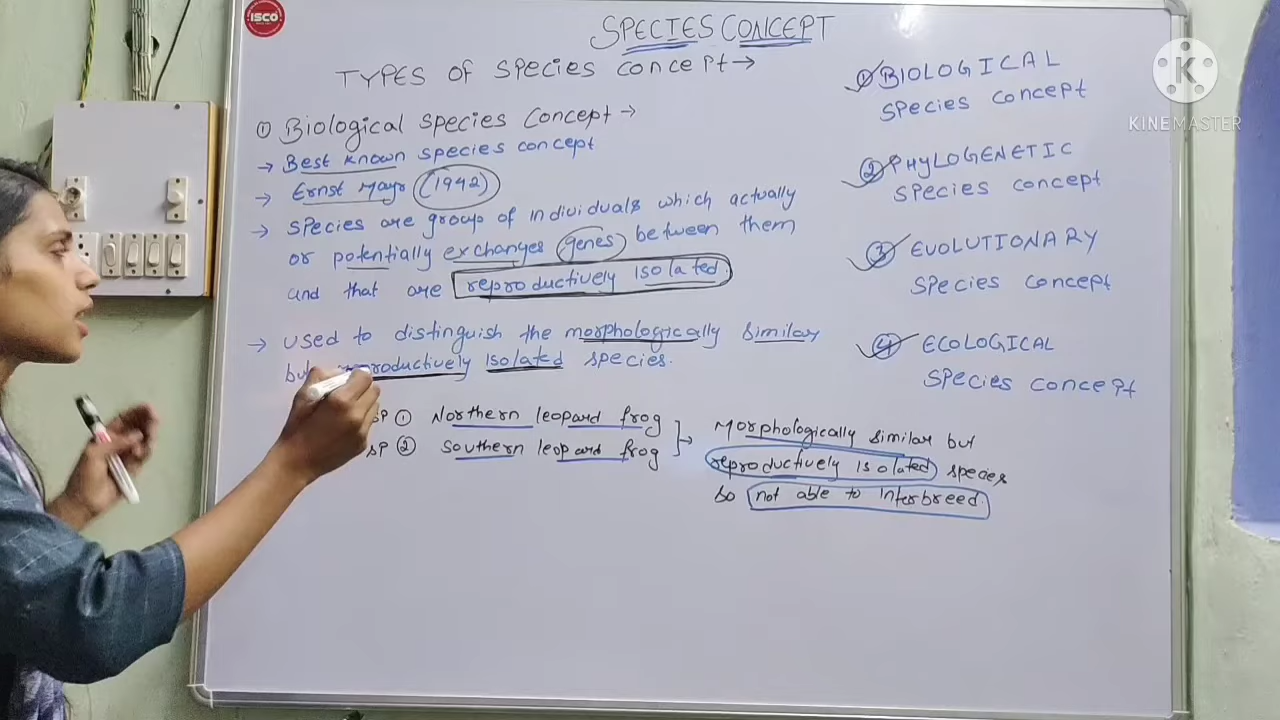 ISCO
SPECIES CONCEPT
TYPES OF SPECIES CONCEPT →
① Biological species concept →
→ Best known species concept
→ Ernst Mayr (1942)
→ species are group of individuals which actually
or potentially exchanges genes between them
and that are reproductively isolated.
→ used to distinguish the morphologically similar
but reproductively isolated species.
SP ① Northern leopard frog
SP ② Southern leopard frog
→ Morphologically similar but
reproductively isolated species
so not able to interbreed.
① BIOLOGICAL
species concept
② PHYLOGENETIC
species concept
③ EVOLUTIONARY
species concept
④ ECOLOGICAL
species concept
K
KINEMASTER